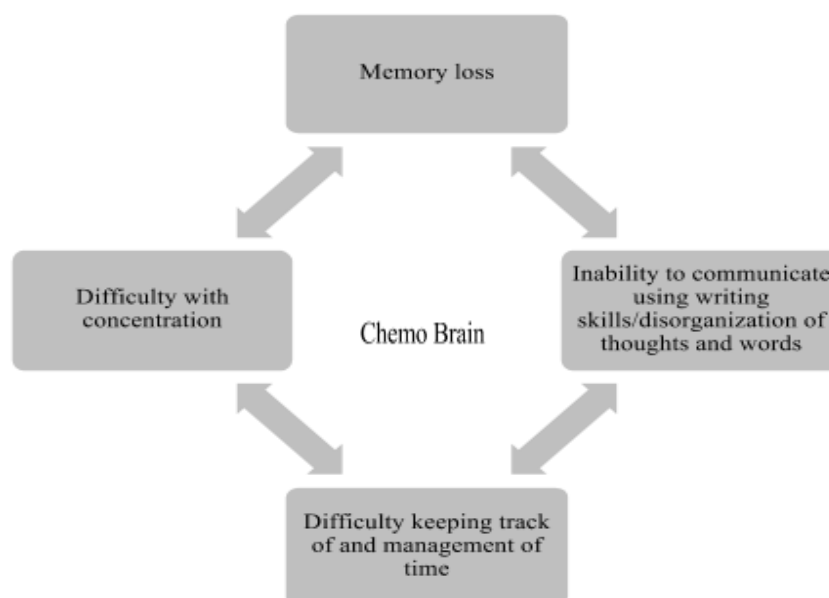 Memory loss
Difficulty with
concentration
Chemo Brain
Inability to communicate
using writing
skills/disorganization of
thoughts and words
Difficulty keeping track
of and management of
time